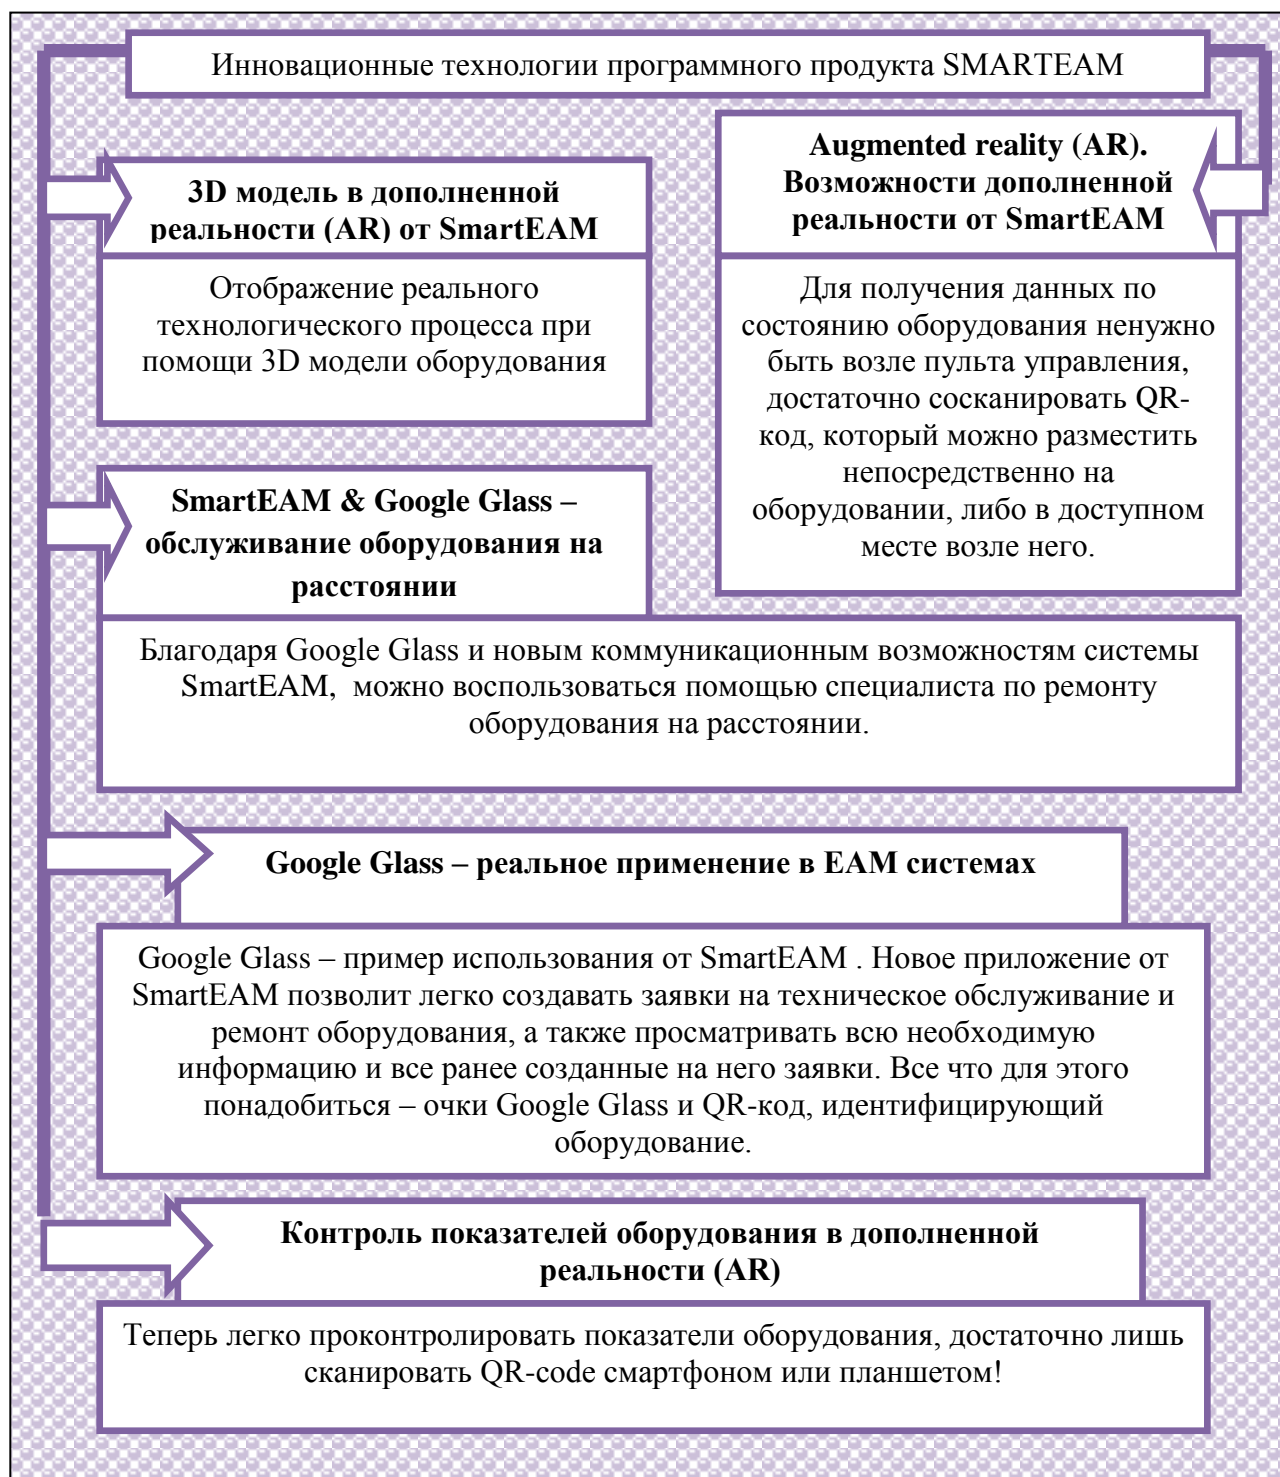 Инновационные технологии программного продукта SMARTEAM
3D модель в дополненной
реальности (AR) от SmartEAM
Отображение реального
технологического процесса при
помощи 3D модели оборудования
Augmented reality (AR).
Возможности дополненной
реальности от SmartEAM
Для получения данных по
состоянию оборудования ненужно
быть возле пульта управления,
достаточно сосканировать QR-
код, который можно разместить
непосредственно на
оборудовании, либо в доступном
месте возле него.
SmartEAM & Google Glass –
обслуживание оборудования на
расстоянии
Благодаря Google Glass и новым коммуникационным возможностям системы
SmartEAM,  можно воспользоваться помощью специалиста по ремонту
оборудования на расстоянии.
Google Glass – реальное применение в EAM системах
Google Glass – пример использования от SmartEAM . Новое приложение от
SmartEAM позволит легко создавать заявки на техническое обслуживание и
ремонт оборудования, а также просматривать всю необходимую
информацию и все ранее созданные на него заявки. Все что для этого
понадобиться – очки Google Glass и QR-код, идентифицирующий
оборудование.
Контроль показателей оборудования в дополненной
реальности (AR)
Теперь легко проконтролировать показатели оборудования, достаточно лишь
сканировать QR-code смартфоном или планшетом!